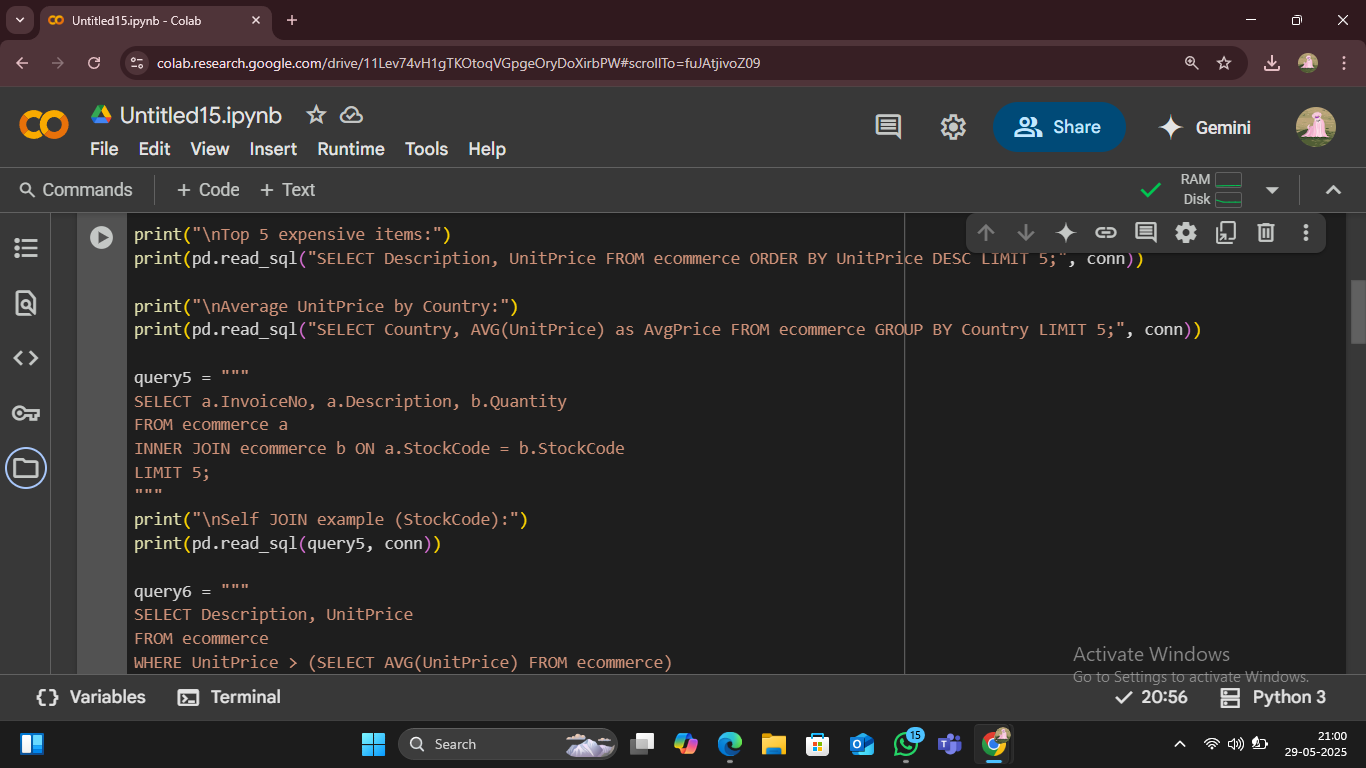 Untitled15.ipynb - Colab
colab.research.google.com/drive/11Lev74vH1gTKOtoqVGpgeOryDoXirbPW#scrollTo=fuJAtjivoZ09
Untitled15.ipynb
File Edit View Insert Runtime Tools Help
Share
Gemini
Commands + Code + Text
RAM
Disk
print("\nTop 5 expensive items:")
print(pd.read_sql("SELECT Description, UnitPrice FROM ecommerce ORDER BY UnitPrice DESC LIMIT 5;", conn))
print("\nAverage UnitPrice by Country:")
print(pd.read_sql("SELECT Country, AVG(UnitPrice) as AvgPrice FROM ecommerce GROUP BY Country LIMIT 5;", conn))
query5 = """
SELECT a.InvoiceNo, a.Description, b.Quantity
FROM ecommerce a
INNER JOIN ecommerce b ON a.StockCode = b.StockCode
LIMIT 5;
"""
print("\nSelf JOIN example (StockCode):")
print(pd.read_sql(query5, conn))
query6 = """
SELECT Description, UnitPrice
FROM ecommerce
WHERE UnitPrice > (SELECT AVG(UnitPrice) FROM ecommerce)
Activate Windows
Go to Settings to activate Windows.
Variables Terminal
20:56 Python 3
Search
15
21:00
29-05-2025